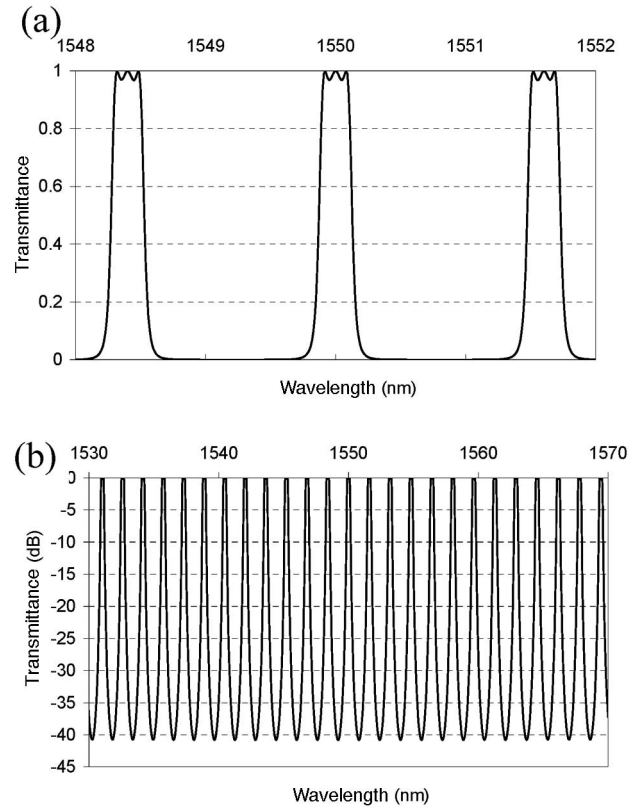 (a)
1548 1549 1550 1551 1552
1
0.8
0.6
0.4
0.2
0
Transmittance
Wavelength (nm)
(b)
1530 1540 1550 1560 1570
0
-5
-10
-15
-20
-25
-30
-35
-40
-45
Transmittance (dB)
Wavelength (nm)